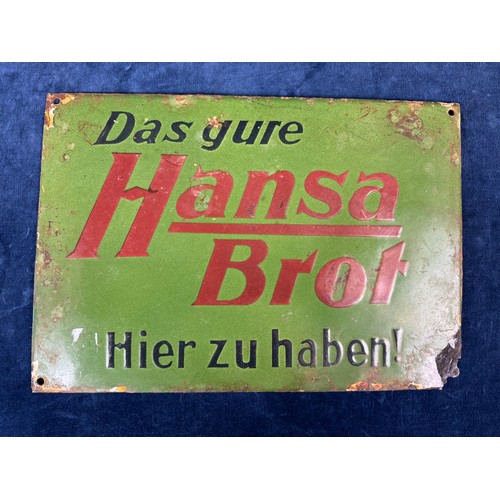 Das gute
Hansa
Brot
Hier zu haben!